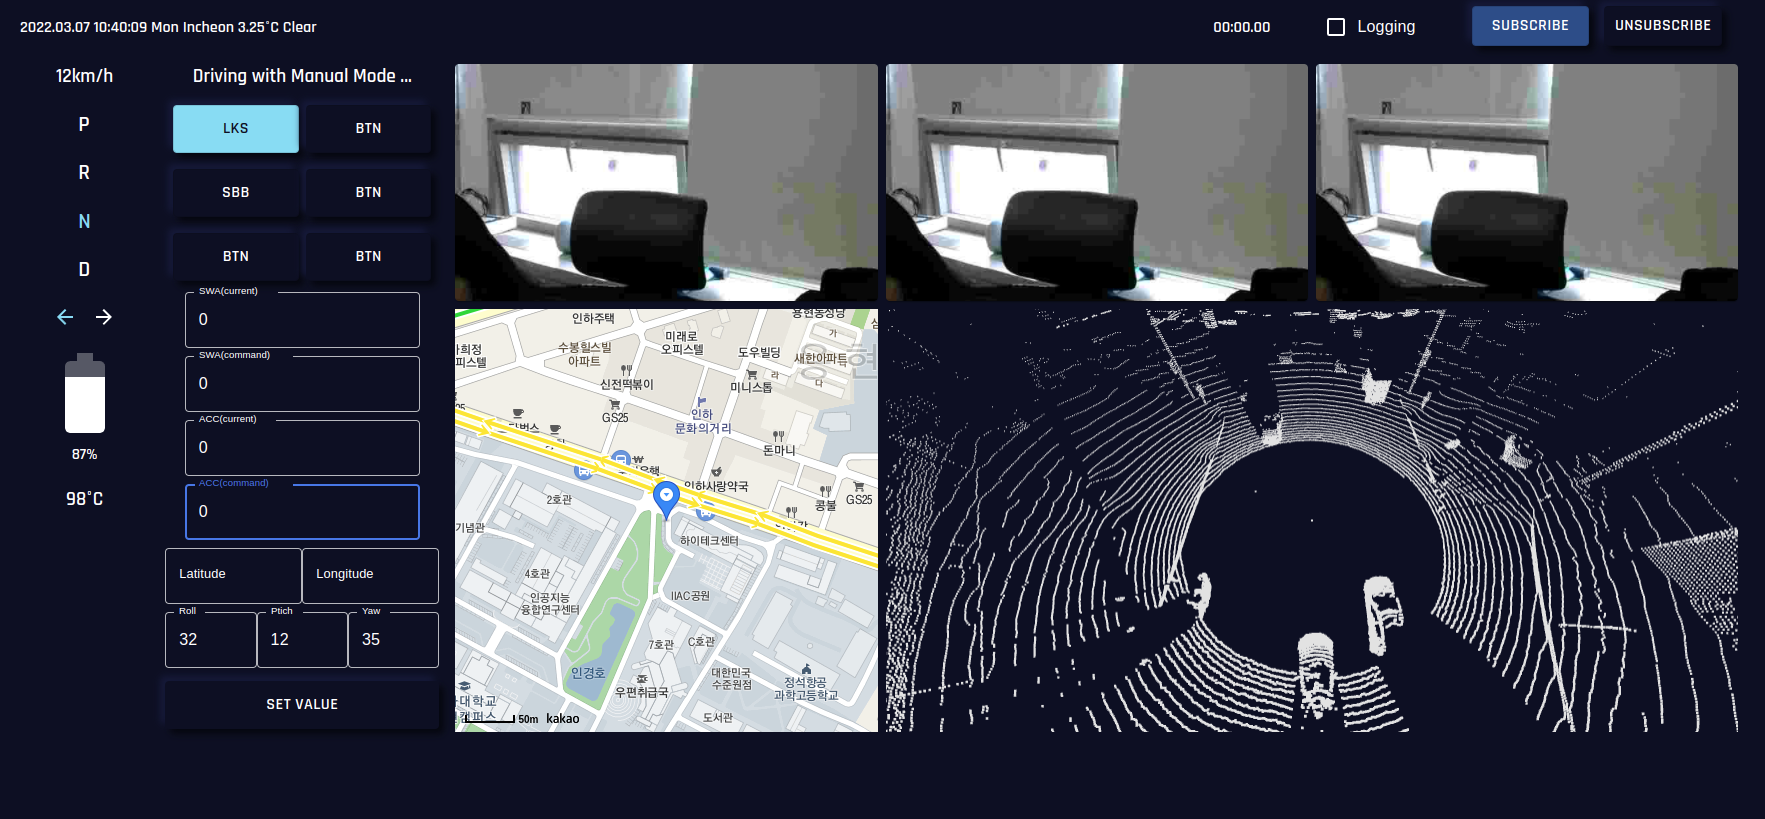 2022.03.07 10:40:09 Mon Incheon 3.25°C Clear
00:00.00
Logging
SUBSCRIBE
UNSUBSCRIBE
12km/h
P
R
N
D
87%
98°C
Driving with Manual Mode ...
LKS
BTN
SBB
BTN
BTN
BTN
SWA(current)
0
SWA(command)
0
ACC(current)
0
ACC(command)
0
Latitude
Longitude
Roll
32
Ptich
12
Yaw
35
SET VALUE
인하주택
미래로
오피스텔
수봉힐스빌
아파트
도우빌딩
가
새한아파트
라
다
신전떡볶이
미니스톱
GS25
인하
문화의거리
돈마니
인하사랑약국
콩불
GS25
2호관
기념관
하이테크센터
4호관
인공지능
융합연구센터
IIAC공원
7호관
C호관
인경호
우편취급국
대한민국
수준원점
정석항공
과학고등학교
대학교
도서관
50m
kakao